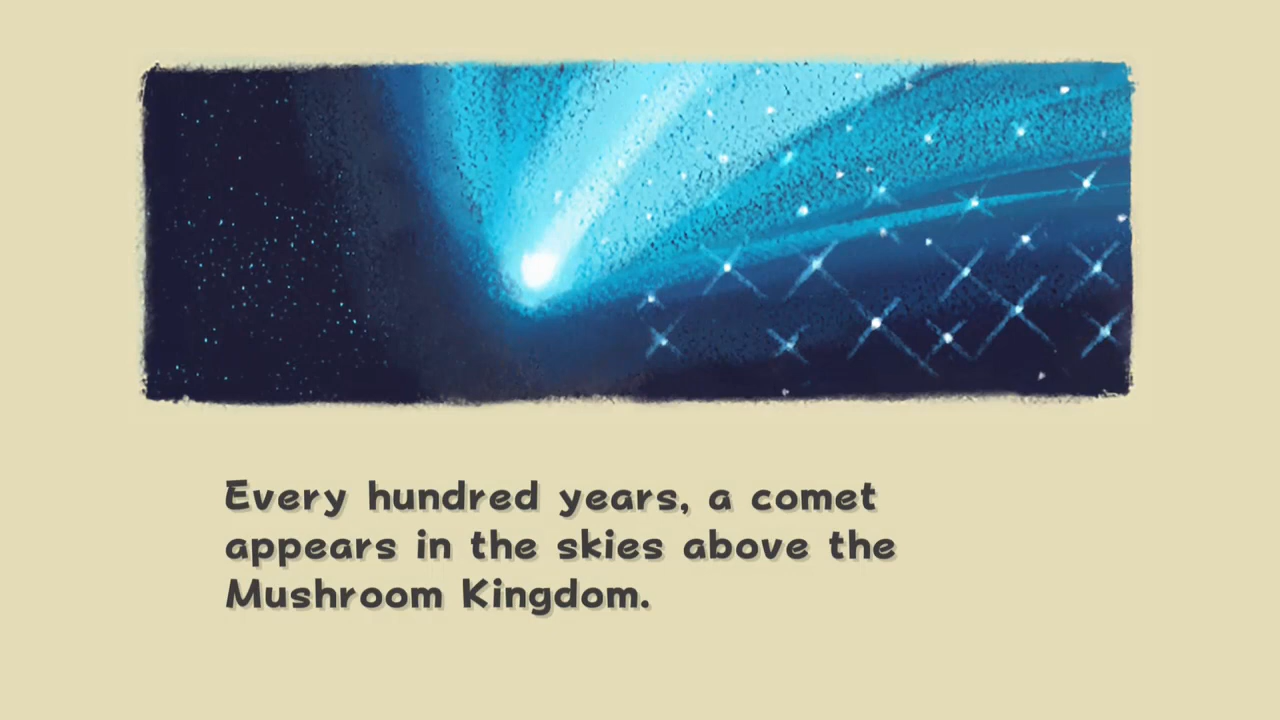 Every hundred years, a comet
appears in the skies above the
Mushroom Kingdom.